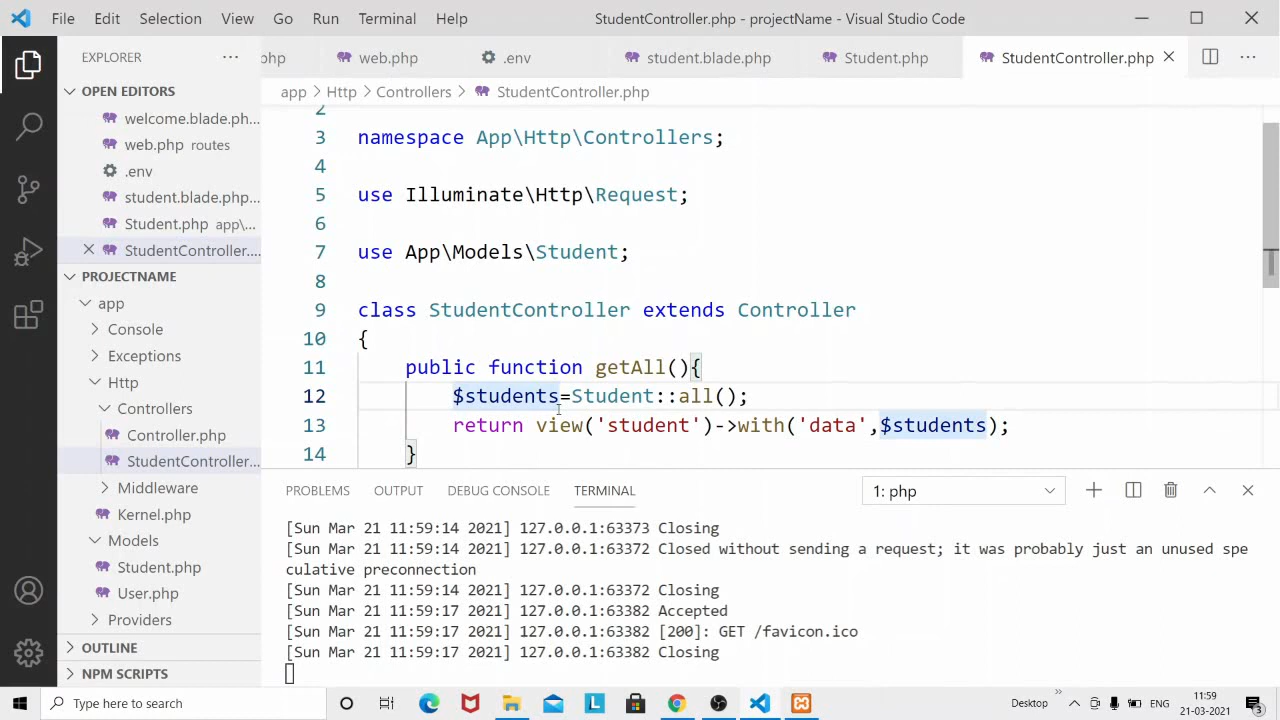 File Edit Selection View Go Run Terminal Help StudentController.php - projectName - Visual Studio Code
EXPLORER
php web.php .env student.blade.php Student.php StudentController.php
OPEN EDITORS
app > Http > Controllers > StudentController.php
welcome.blade.ph...
web.php routes
.env
student.blade.php...
Student.php app\...
StudentController....
PROJECTNAME
app
Console
Exceptions
Http
Controllers
Controller.php
StudentController...
Middleware
Kernel.php
Models
Student.php
User.php
Providers
OUTLINE
NPM SCRIPTS
2
3 namespace App\Http\Controllers;
4
5 use Illuminate\Http\Request;
6
7 use App\Models\Student;
8
9 class StudentController extends Controller
10 {
11 public function getAll(){
12 $students=Student::all();
13 return view('student')->with('data',$students);
14 }
PROBLEMS OUTPUT DEBUG CONSOLE TERMINAL 1: php
[Sun Mar 21 11:59:14 2021] 127.0.0.1:63373 Closing
[Sun Mar 21 11:59:14 2021] 127.0.0.1:63372 Closed without sending a request; it was probably just an unused spe
culative preconnection
[Sun Mar 21 11:59:14 2021] 127.0.0.1:63372 Closing
[Sun Mar 21 11:59:17 2021] 127.0.0.1:63382 Accepted
[Sun Mar 21 11:59:17 2021] 127.0.0.1:63382 [200]: GET /favicon.ico
[Sun Mar 21 11:59:17 2021] 127.0.0.1:63382 Closing
Type here to search
L
Desktop
ENG
11:59
21-03-2021
3